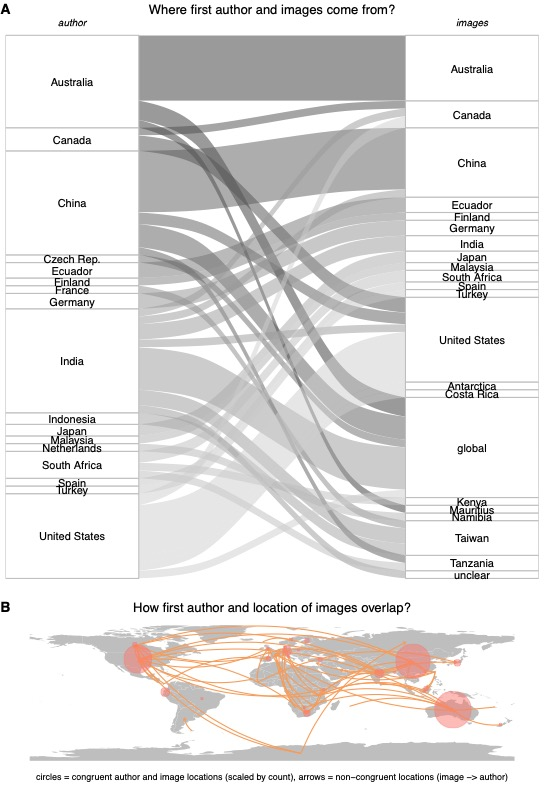 A
Where first author and images come from?
author
images
Australia
Canada
China
Czech Rep.
Ecuador
Finland
France
Germany
India
Indonesia
Japan
Malaysia
Netherlands
South Africa
Spain
Turkey
United States
Australia
Canada
China
Ecuador
Finland
Germany
India
Japan
Malaysia
South Africa
Spain
Turkey
United States
Antarctica
Costa Rica
global
Kenya
Mauritius
Namibia
Taiwan
Tanzania
unclear
B
How first author and location of images overlap?
circles = congruent author and image locations (scaled by count), arrows = non−congruent locations (image −> author)